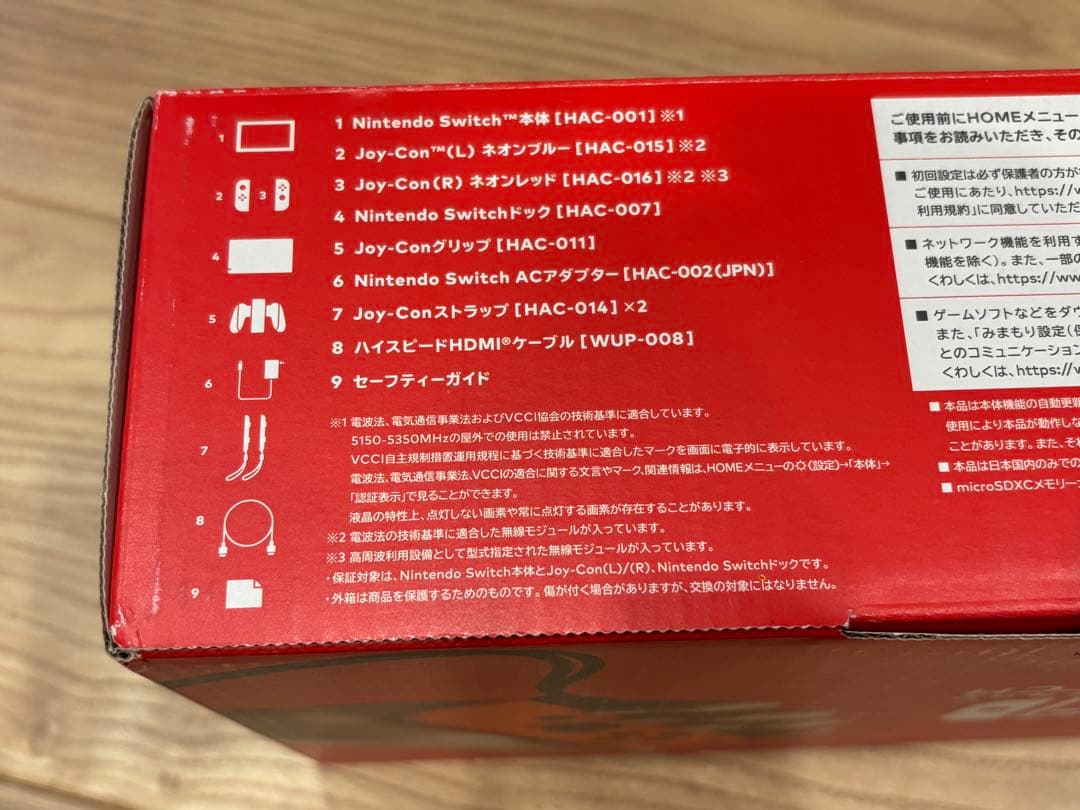 1 Nintendo Switch™本体 [HAC-001] ※1
2 Joy-Con™(L) ネオンブルー [HAC-015] ※2
3 Joy-Con(R) ネオンレッド [HAC-016] ※2 ※3
4 Nintendo Switchドック [HAC-007]
5 Joy-Conグリップ [HAC-011]
6 Nintendo Switch ACアダプター [HAC-002(JPN)]
7 Joy-Conストラップ [HAC-014] ×2
8 ハイスピードHDMI®ケーブル [WUP-008]
9 セーフティーガイド
1
2
3
4
5
6
7
8
9
※1 電波法、電気通信事業法およびVCCI協会の技術基準に適合しています。
5150-5350MHzの屋外での使用は禁止されています。
VCCI自主規制措置運用規程に基づく技術基準に適合したマークを画面に電子的に表示しています。
電波法、電気通信事業法、VCCIの適合に関する文言やマーク、関連情報は、HOMEメニューの(設定)→「本体」→
「認証表示」で見ることができます。
液晶の特性上、点灯しない画素や常に点灯する画素が存在することがあります。
※2 電波法の技術基準に適合した無線モジュールが入っています。
※3 高周波利用設備として型式指定された無線モジュールが入っています。
・保証対象は、Nintendo Switch本体とJoy-Con(L)/(R)、Nintendo Switchドックです。
・外箱は商品を保護するためのものです。傷が付く場合がありますが、交換の対象にはなりません。
ご使用前にHOMEメニュー
事項をお読みいただき、その
■ 初回設定は必ず保護者の方が
ご使用にあたり、https://w
利用規約」に同意していただ
■ ネットワーク機能を利用す
機能を除く)。また、一部の
くわしくは、https://ww
■ ゲームソフトなどをダウ
また、「みまもり設定(
とのコミュニケーション
くわしくは、https://
■ 本品は本体機能の自動更新
使用により本品が動作しな
ことがあります。また、それ
■ 本品は日本国内のみでの
■ microSDXCメモリー